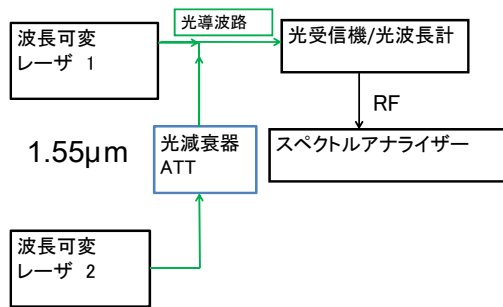 光導波路
波長可変
レーザ 1
光受信機/光波長計
RF
1.55μm
光減衰器
ATT
スペクトルアナライザー
波長可変
レーザ 2